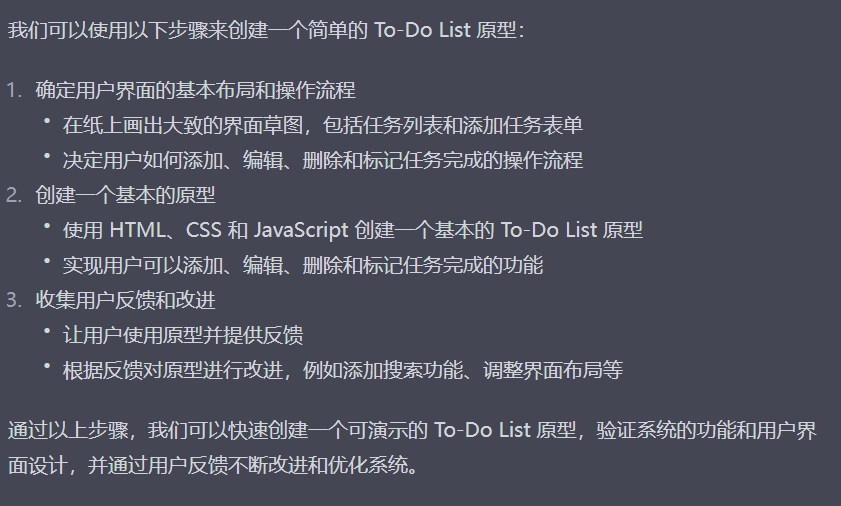 我们可以使用以下步骤来创建一个简单的 To-Do List 原型：
1. 确定用户界面的基本布局和操作流程
• 在纸上画出大致的界面草图，包括任务列表和添加任务表单
• 决定用户如何添加、编辑、删除和标记任务完成的操作流程
2. 创建一个基本的原型
• 使用 HTML、CSS 和 JavaScript 创建一个基本的 To-Do List 原型
• 实现用户可以添加、编辑、删除和标记任务完成的功能
3. 收集用户反馈和改进
• 让用户使用原型并提供反馈
• 根据反馈对原型进行改进，例如添加搜索功能、调整界面布局等
通过以上步骤，我们可以快速创建一个可演示的 To-Do List 原型，验证系统的功能和用户界
面设计，并通过用户反馈不断改进和优化系统。